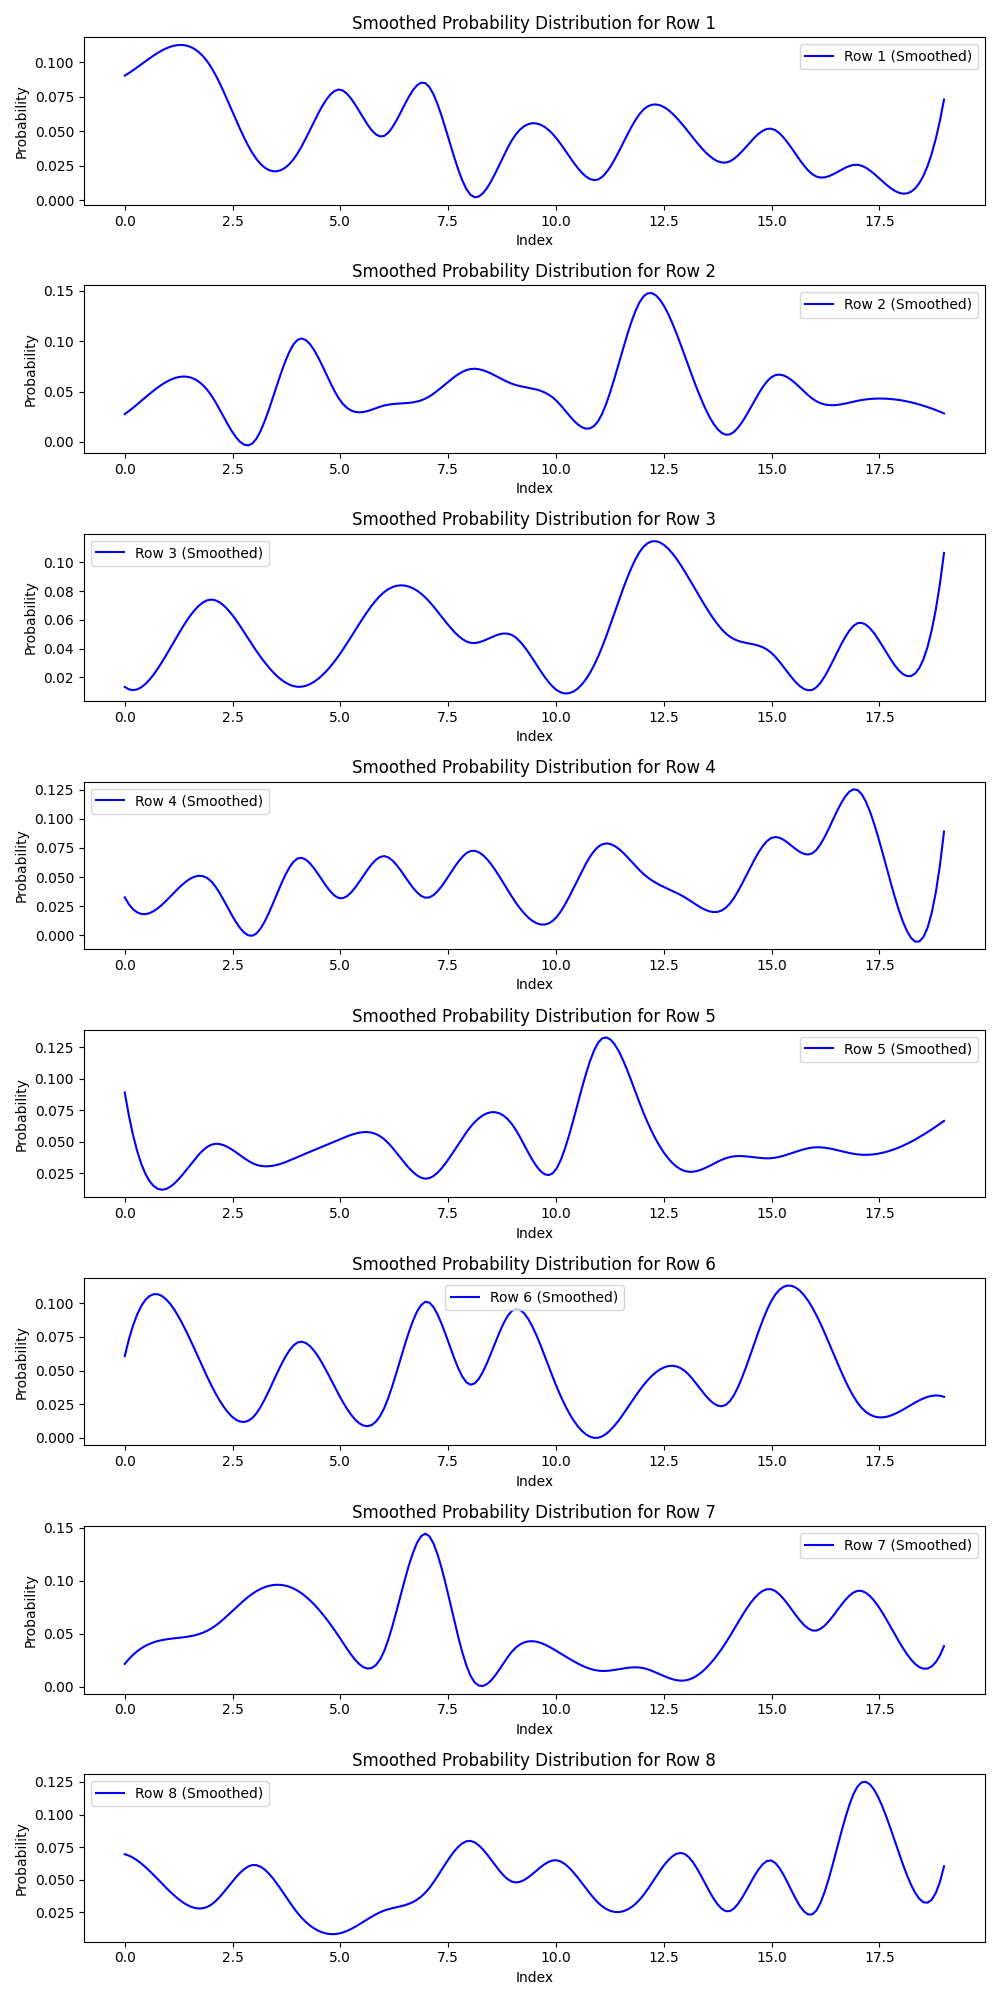 Smoothed Probability Distribution for Row 1
Row 1 (Smoothed)
Probability
0.100
0.075
0.050
0.025
0.000
0.0 2.5 5.0 7.5 10.0 12.5 15.0 17.5
Index
Smoothed Probability Distribution for Row 2
Row 2 (Smoothed)
Probability
0.15
0.10
0.05
0.00
0.0 2.5 5.0 7.5 10.0 12.5 15.0 17.5
Index
Smoothed Probability Distribution for Row 3
Row 3 (Smoothed)
Probability
0.10
0.08
0.06
0.04
0.02
0.0 2.5 5.0 7.5 10.0 12.5 15.0 17.5
Index
Smoothed Probability Distribution for Row 4
Row 4 (Smoothed)
Probability
0.125
0.100
0.075
0.050
0.025
0.000
0.0 2.5 5.0 7.5 10.0 12.5 15.0 17.5
Index
Smoothed Probability Distribution for Row 5
Row 5 (Smoothed)
Probability
0.125
0.100
0.075
0.050
0.025
0.0 2.5 5.0 7.5 10.0 12.5 15.0 17.5
Index
Smoothed Probability Distribution for Row 6
Row 6 (Smoothed)
Probability
0.100
0.075
0.050
0.025
0.000
0.0 2.5 5.0 7.5 10.0 12.5 15.0 17.5
Index
Smoothed Probability Distribution for Row 7
Row 7 (Smoothed)
Probability
0.15
0.10
0.05
0.00
0.0 2.5 5.0 7.5 10.0 12.5 15.0 17.5
Index
Smoothed Probability Distribution for Row 8
Row 8 (Smoothed)
Probability
0.125
0.100
0.075
0.050
0.025
0.0 2.5 5.0 7.5 10.0 12.5 15.0 17.5
Index